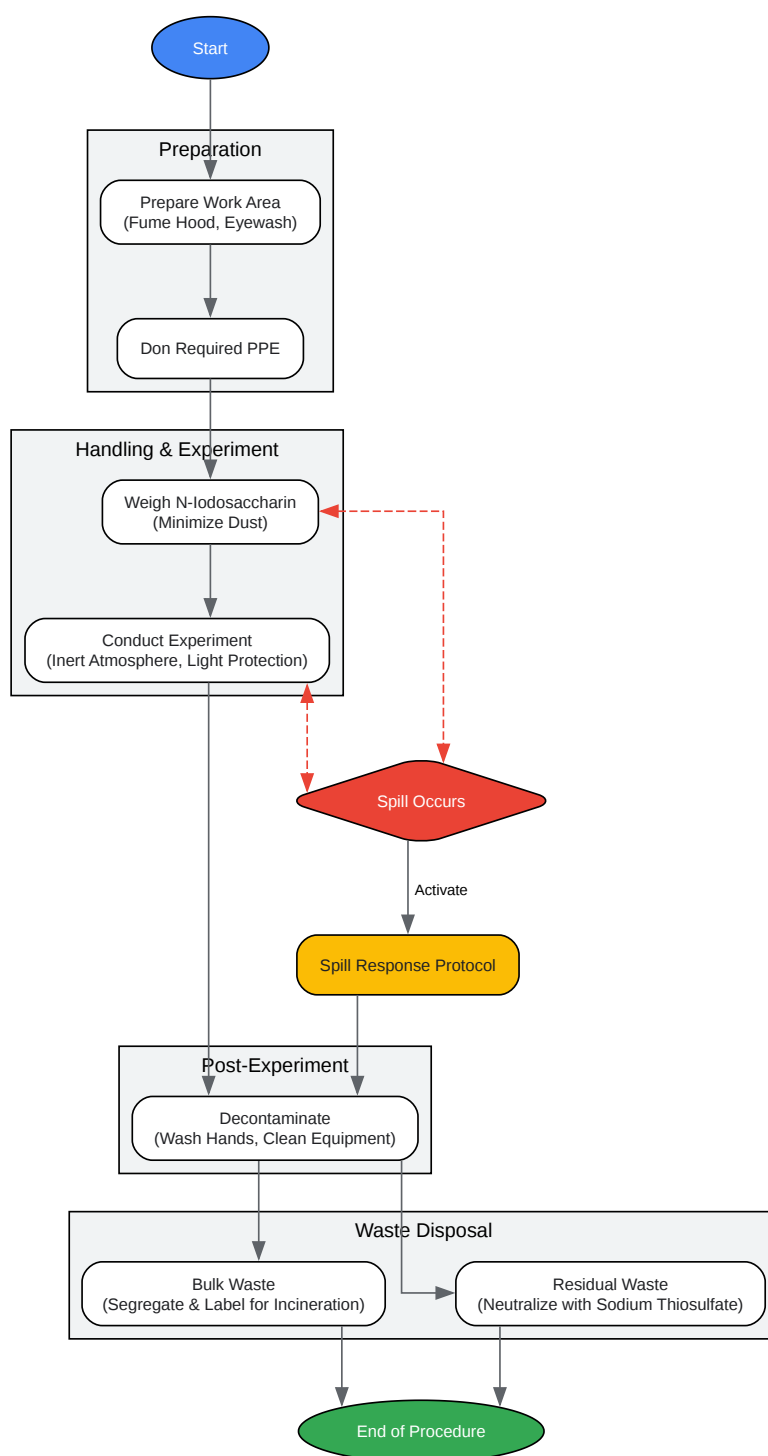 Start
Preparation
Prepare Work Area
(Fume Hood, Eyewash)
Don Required PPE
Handling & Experiment
Weigh N-Iodosaccharin
(Minimize Dust)
Conduct Experiment
(Inert Atmosphere, Light Protection)
Spill Occurs
Activate
Spill Response Protocol
Post-Experiment
Decontaminate
(Wash Hands, Clean Equipment)
Waste Disposal
Bulk Waste
(Segregate & Label for Incineration)
Residual Waste
(Neutralize with Sodium Thiosulfate)
End of Procedure